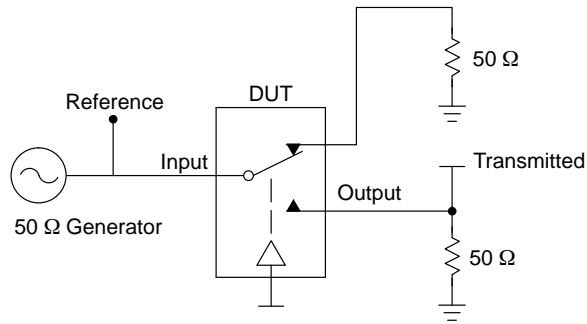 50 Ω
DUT
Reference
Input
Transmitted
Output
50 Ω Generator
50 Ω